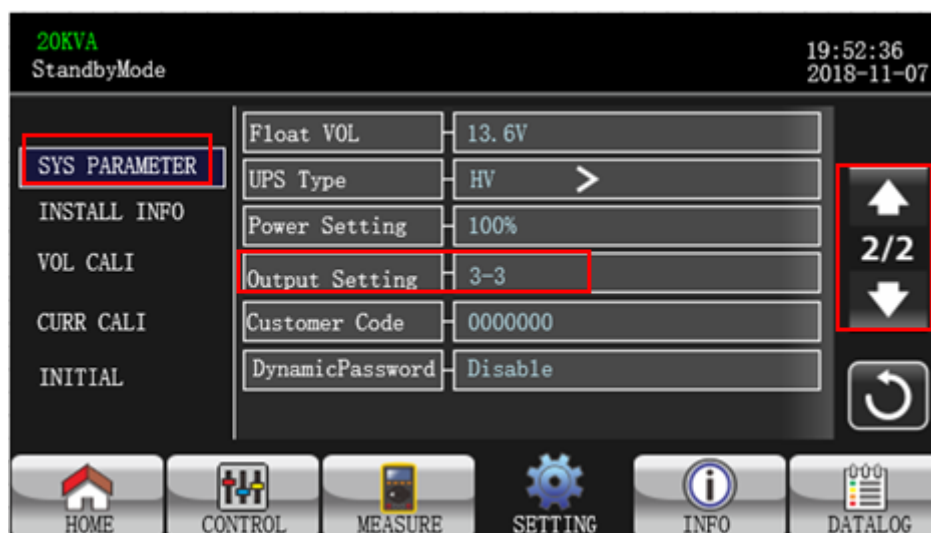 20KVA
StandbyMode
19:52:36
2018-11-07
SYS PARAMETER
INSTALL INFO
VOL CALI
CURR CALI
INITIAL
Float VOL 13.6V
UPS Type HV >
Power Setting 100%
Output Setting 3-3
Customer Code 0000000
DynamicPassword Disable
2/2
HOME CONTROL MEASURE SETTING INFO DATALOG